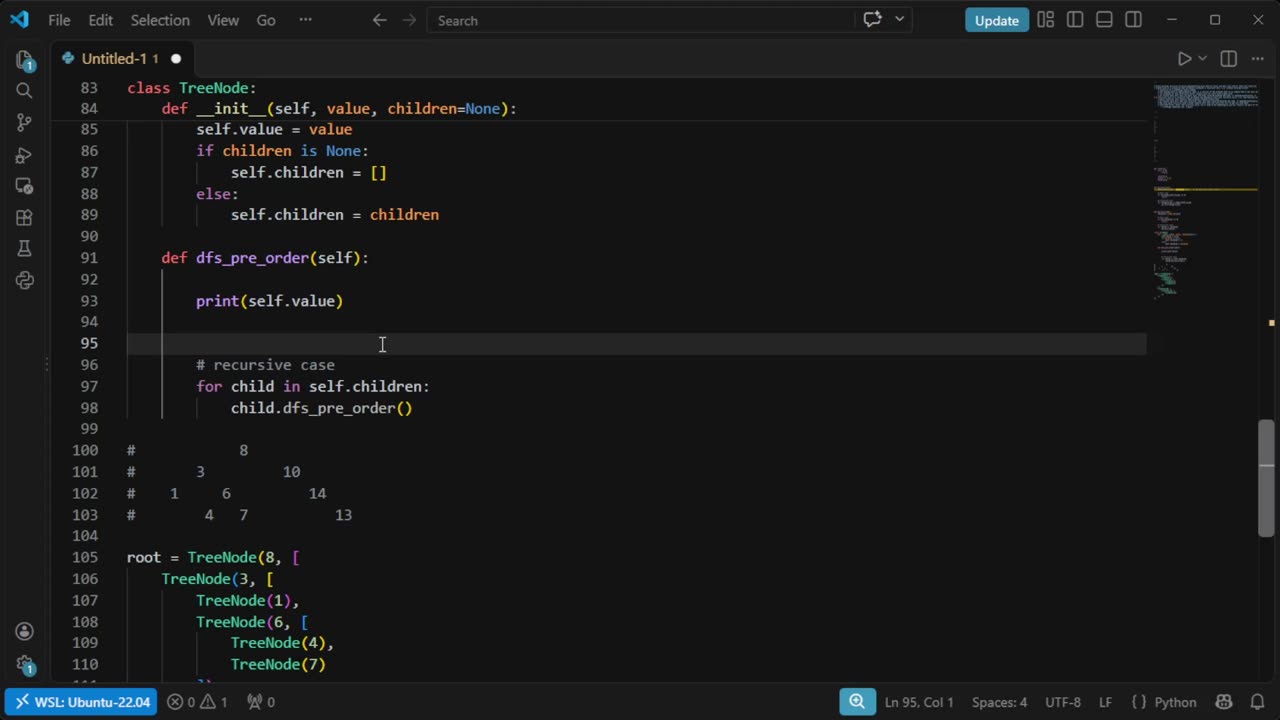 File Edit Selection View Go ··· Search Update
Untitled-1 1
83 class TreeNode:
84     def __init__(self, value, children=None):
85         self.value = value
86         if children is None:
87             self.children = []
88         else:
89             self.children = children
90
91     def dfs_pre_order(self):
92
93         print(self.value)
94
95
96         # recursive case
97         for child in self.children:
98             child.dfs_pre_order()
99
100 #            8
101 #       3         10
102 #    1     6         14
103 #        4   7          13
104
105 root = TreeNode(8, [
106     TreeNode(3, [
107         TreeNode(1),
108         TreeNode(6, [
109             TreeNode(4),
110             TreeNode(7)
WSL: Ubuntu-22.04 0 1 0 Ln 95, Col 1 Spaces: 4 UTF-8 LF { } Python